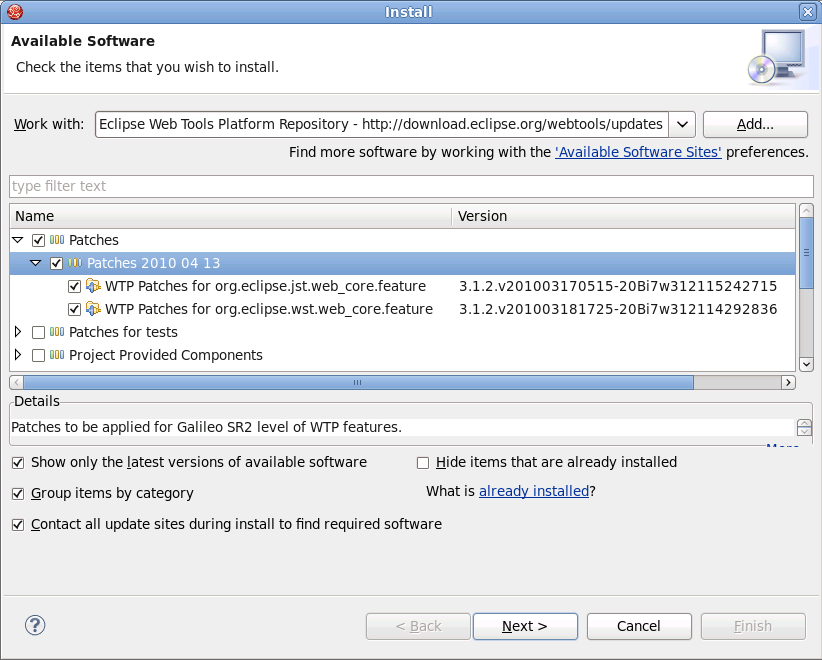 Install
Available Software
Check the items that you wish to install.
Work with: Eclipse Web Tools Platform Repository - http://download.eclipse.org/webtools/updates Add...
Find more software by working with the 'Available Software Sites' preferences.
type filter text
Name Version
Patches
Patches 2010 04 13
WTP Patches for org.eclipse.jst.web_core.feature 3.1.2.v201003170515-20Bi7w312115242715
WTP Patches for org.eclipse.wst.web_core.feature 3.1.2.v201003181725-20Bi7w312114292836
Patches for tests
Project Provided Components
Details
Patches to be applied for Galileo SR2 level of WTP features.
More...
Show only the latest versions of available software Hide items that are already installed
Group items by category What is already installed?
Contact all update sites during install to find required software
? < Back Next > Cancel Finish